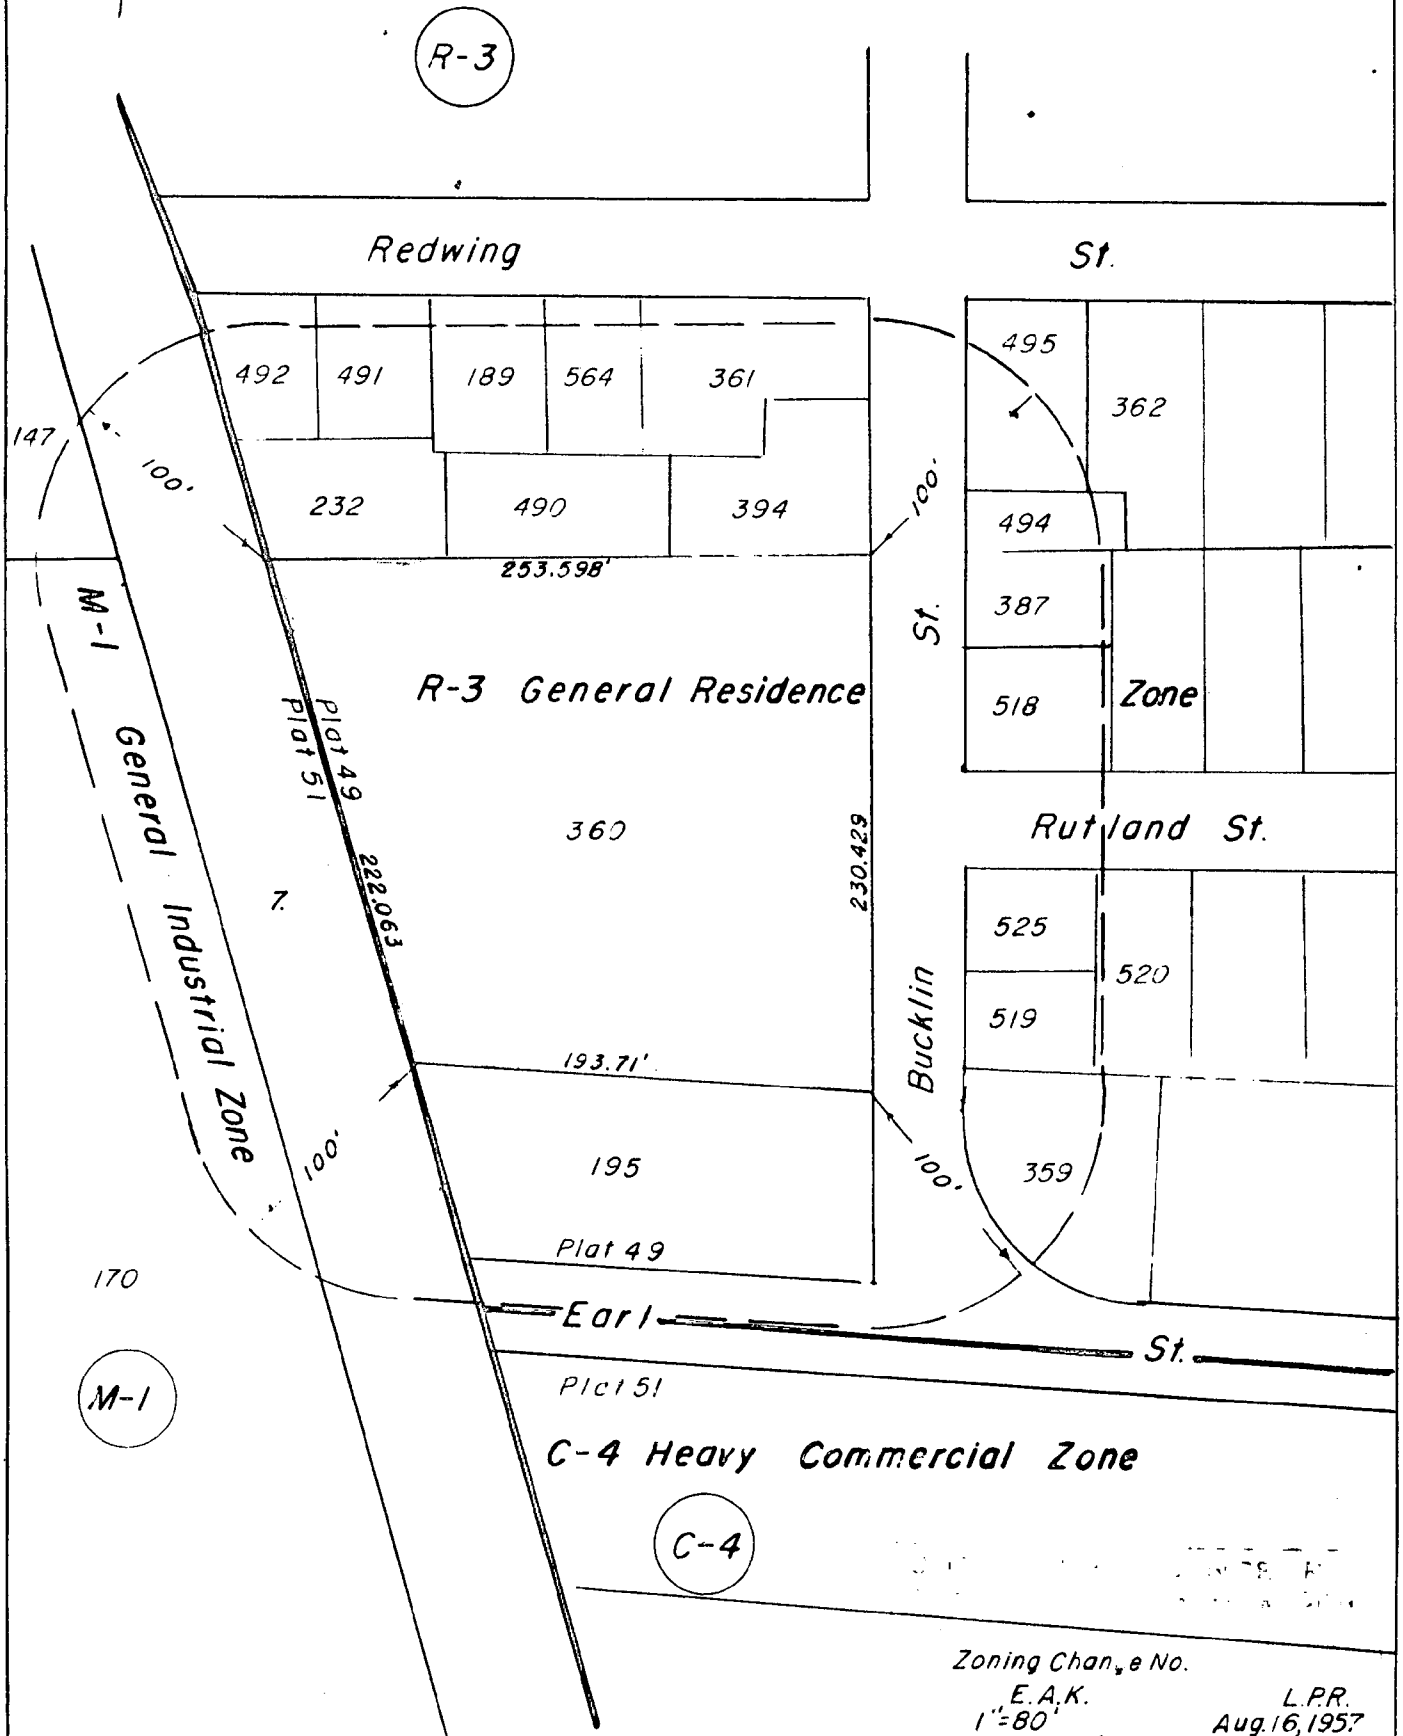 R-3
Redwing St.
492 491 189 564 361
495
362
147
100'
232 490 394
100'
494
253.598'
387
M-1 General Industrial Zone
R-3 General Residence Zone
St.
518
Plat 49
Plat 51
360
230.429
Rutland St.
222.063
7.
525
520
519
Bucklin
193.71'
100'
195
100'
359
Plat 49
170
Earl St.
Plat 51
M-1
C-4 Heavy Commercial Zone
C-4
Zoning Change No.
E.A.K. L.P.R.
1"=80' Aug.16,1957